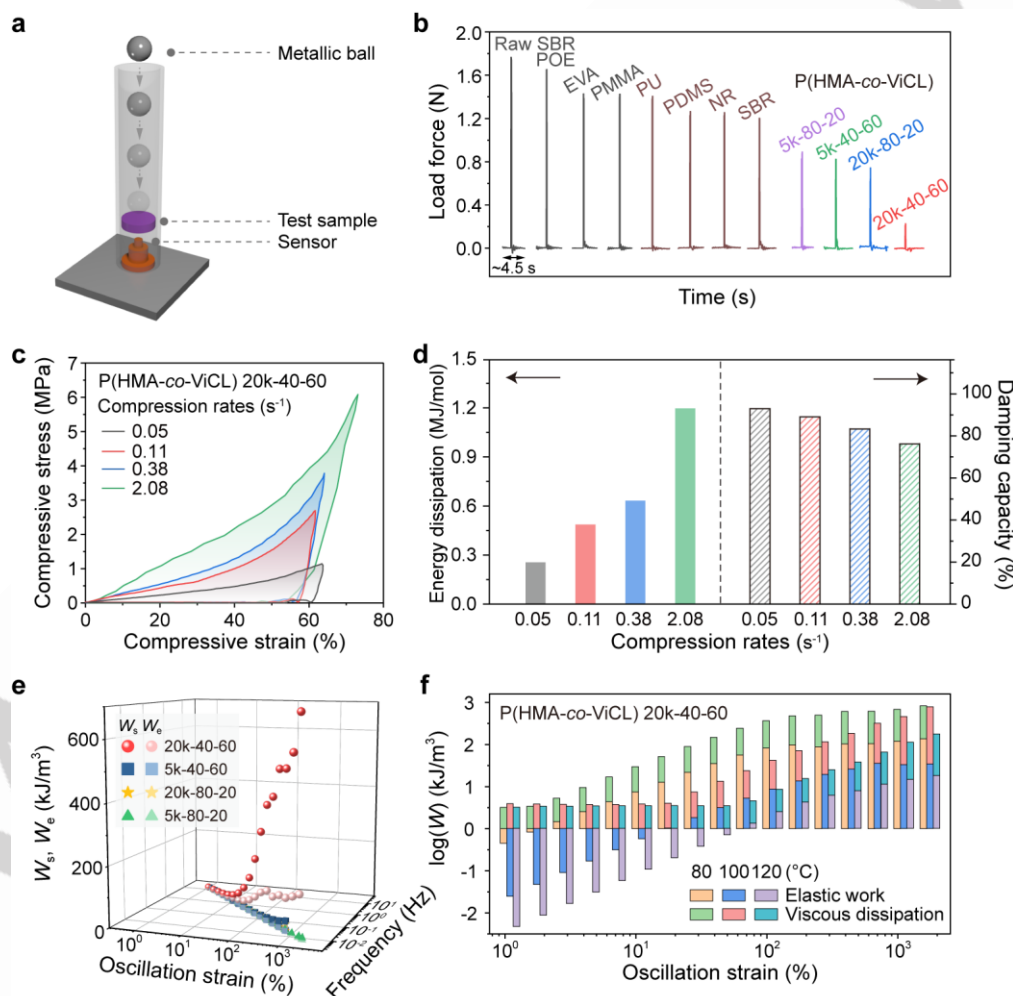 a
Metallic ball
Test sample
Sensor
b
Load force (N)
2.0
1.6
1.2
0.8
0.4
0.0
Raw
SBR
POE
EVA
PMMA
PU
PDMS
NR
SBR
P(HMA-co-ViCL)
5k-80-20
5k-40-60
20k-80-20
20k-40-60
~4.5 s
Time (s)
c
Compressive stress (MPa)
7
6
5
4
3
2
1
0
P(HMA-co-ViCL) 20k-40-60
Compression rates (s⁻¹)
0.05
0.11
0.38
2.08
0 20 40 60 80
Compressive strain (%)
d
Energy dissipation (MJ/mol)
1.5
1.2
0.9
0.6
0.3
0.0
Damping capacity (%)
100
80
60
40
20
0
0.05 0.11 0.38 2.08 0.05 0.11 0.38 2.08
Compression rates (s⁻¹)
e
Wₛ, Wₑ (kJ/m³)
600
400
200
0
Wₛ Wₑ
20k-40-60
5k-40-60
20k-80-20
5k-80-20
10⁰ 10¹ 10² 10³
Oscillation strain (%)
10¹
10⁰
10⁻¹
10⁻²
Frequency (Hz)
f
log(W) (kJ/m³)
3
2
1
0
-1
-2
P(HMA-co-ViCL) 20k-40-60
80 100 120 (°C)
Elastic work
Viscous dissipation
10⁰ 10¹ 10² 10³
Oscillation strain (%)